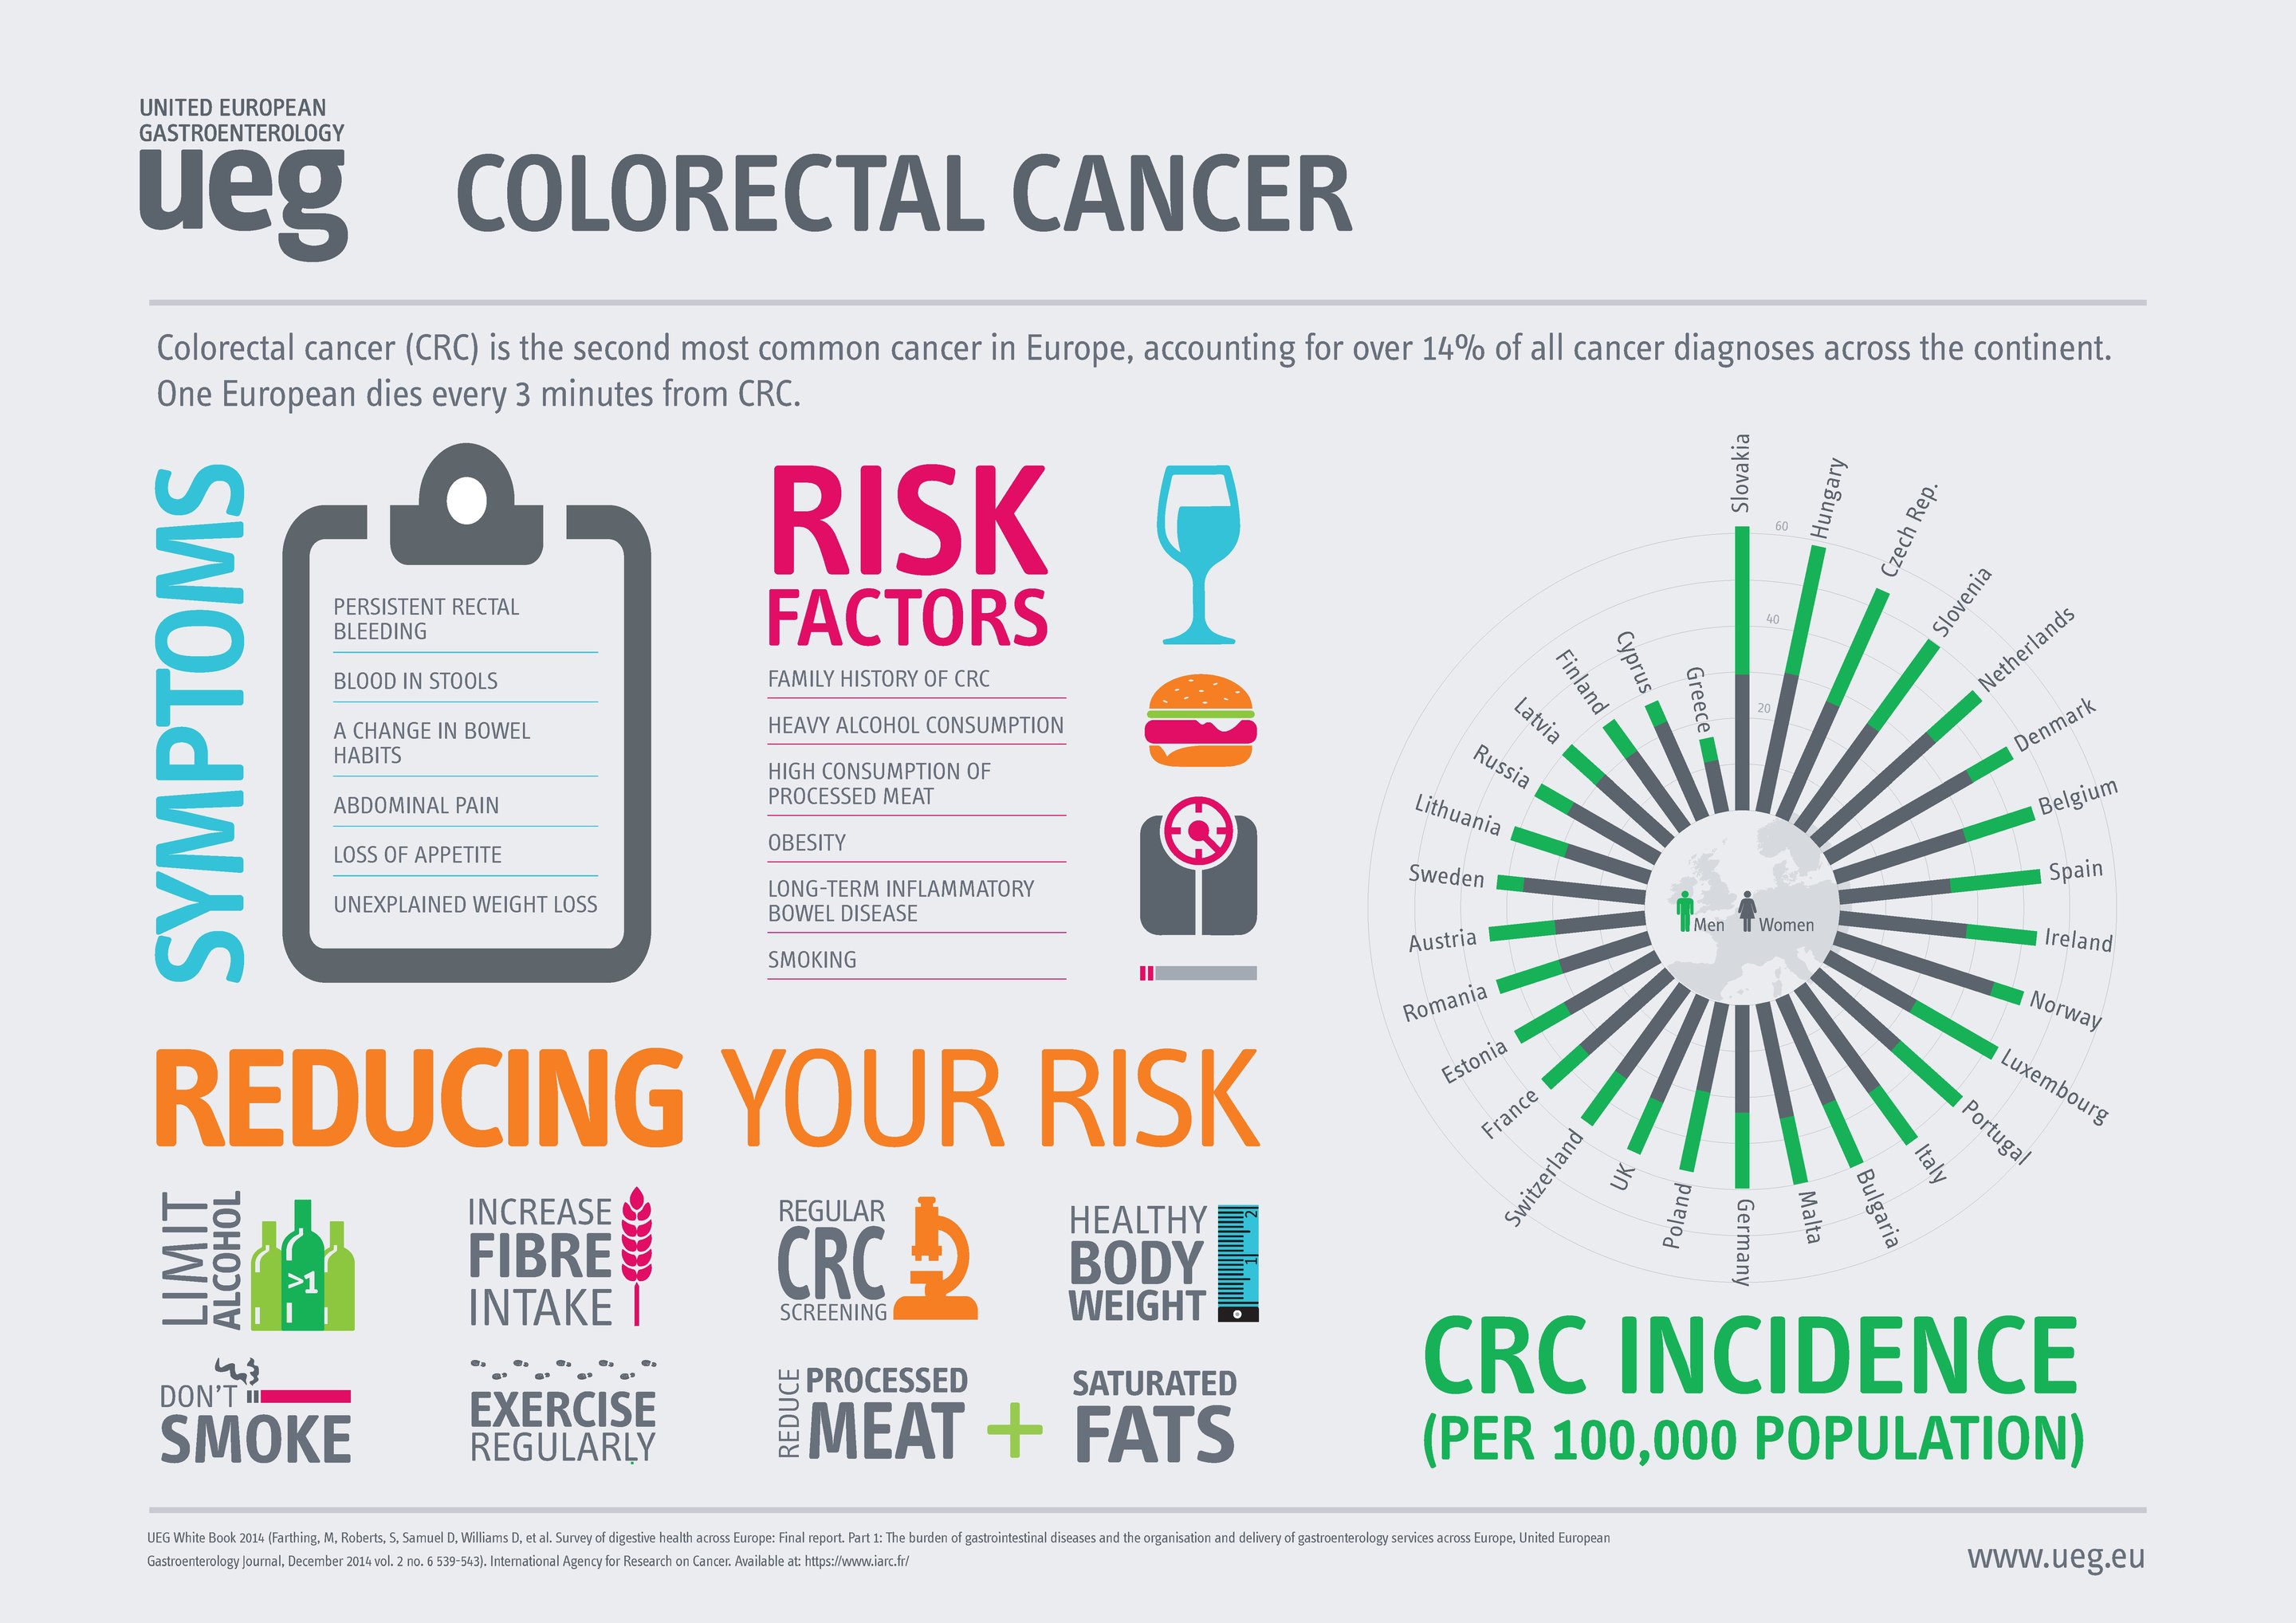 UNITED EUROPEAN
GASTROENTEROLOGY
ueg
COLORECTAL CANCER
Colorectal cancer (CRC) is the second most common cancer in Europe, accounting for over 14% of all cancer diagnoses across the continent.
One European dies every 3 minutes from CRC.
SYMPTOMS
PERSISTENT RECTAL
BLEEDING
BLOOD IN STOOLS
A CHANGE IN BOWEL
HABITS
ABDOMINAL PAIN
LOSS OF APPETITE
UNEXPLAINED WEIGHT LOSS
RISK
FACTORS
FAMILY HISTORY OF CRC
HEAVY ALCOHOL CONSUMPTION
HIGH CONSUMPTION OF
PROCESSED MEAT
OBESITY
LONG-TERM INFLAMMATORY
BOWEL DISEASE
SMOKING
REDUCING YOUR RISK
LIMIT
ALCOHOL
>1
INCREASE
FIBRE
INTAKE
REGULAR
CRC
SCREENING
HEALTHY
BODY
WEIGHT
2
1
DON'T
SMOKE
EXERCISE
REGULARLY
REDUCE
PROCESSED
MEAT
+
SATURATED
FATS
Slovakia
Hungary
Czech Rep.
Slovenia
Netherlands
Denmark
Belgium
Spain
Ireland
Norway
Luxembourg
Portugal
Italy
Bulgaria
Malta
Germany
Poland
UK
Switzerland
France
Estonia
Romania
Austria
Sweden
Lithuania
Russia
Latvia
Finland
Cyprus
Greece
60
40
20
Men
Women
CRC INCIDENCE
(PER 100,000 POPULATION)
UEG White Book 2014 (Farthing, M, Roberts, S, Samuel D, Williams D, et al. Survey of digestive health across Europe: Final report. Part 1: The burden of gastrointestinal diseases and the organisation and delivery of gastroenterology services across Europe, United European
Gastroenterology Journal, December 2014 vol. 2 no. 6 539-543). International Agency for Research on Cancer. Available at: https://www.iarc.fr/
www.ueg.eu